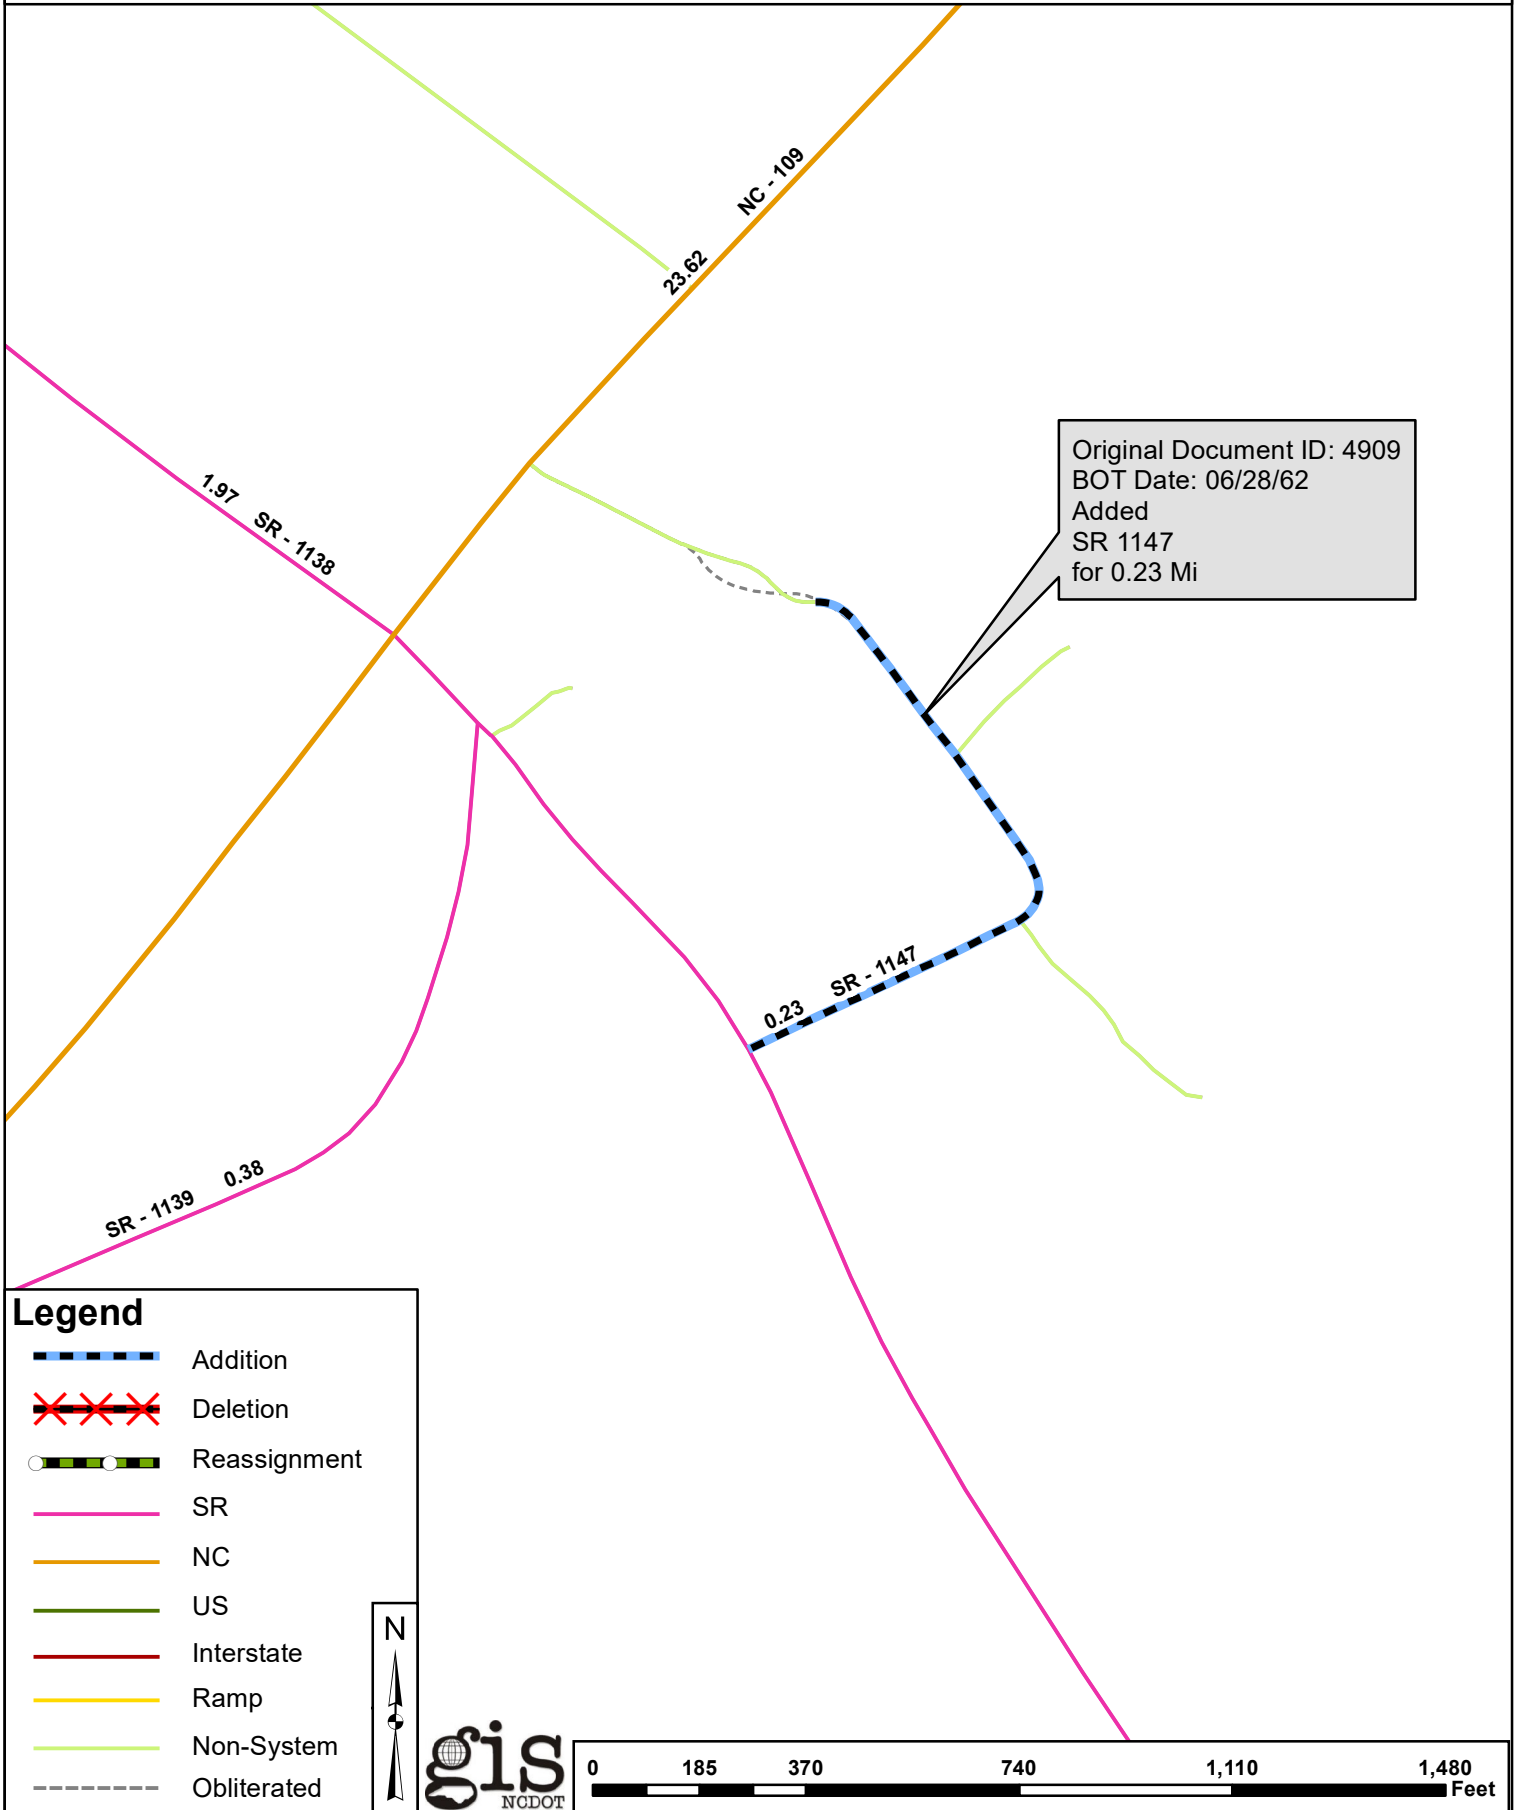 NC - 109
23.62
1.97 SR - 1138
Original Document ID: 4909
BOT Date: 06/28/62
Added
SR 1147
for 0.23 Mi
0.23 SR - 1147
SR - 1139 0.38
Legend
Addition
Deletion
Reassignment
SR
NC
US
Interstate
Ramp
Non-System
Obliterated
N
gis
NCDOT
0 185 370 740 1,110 1,480
Feet